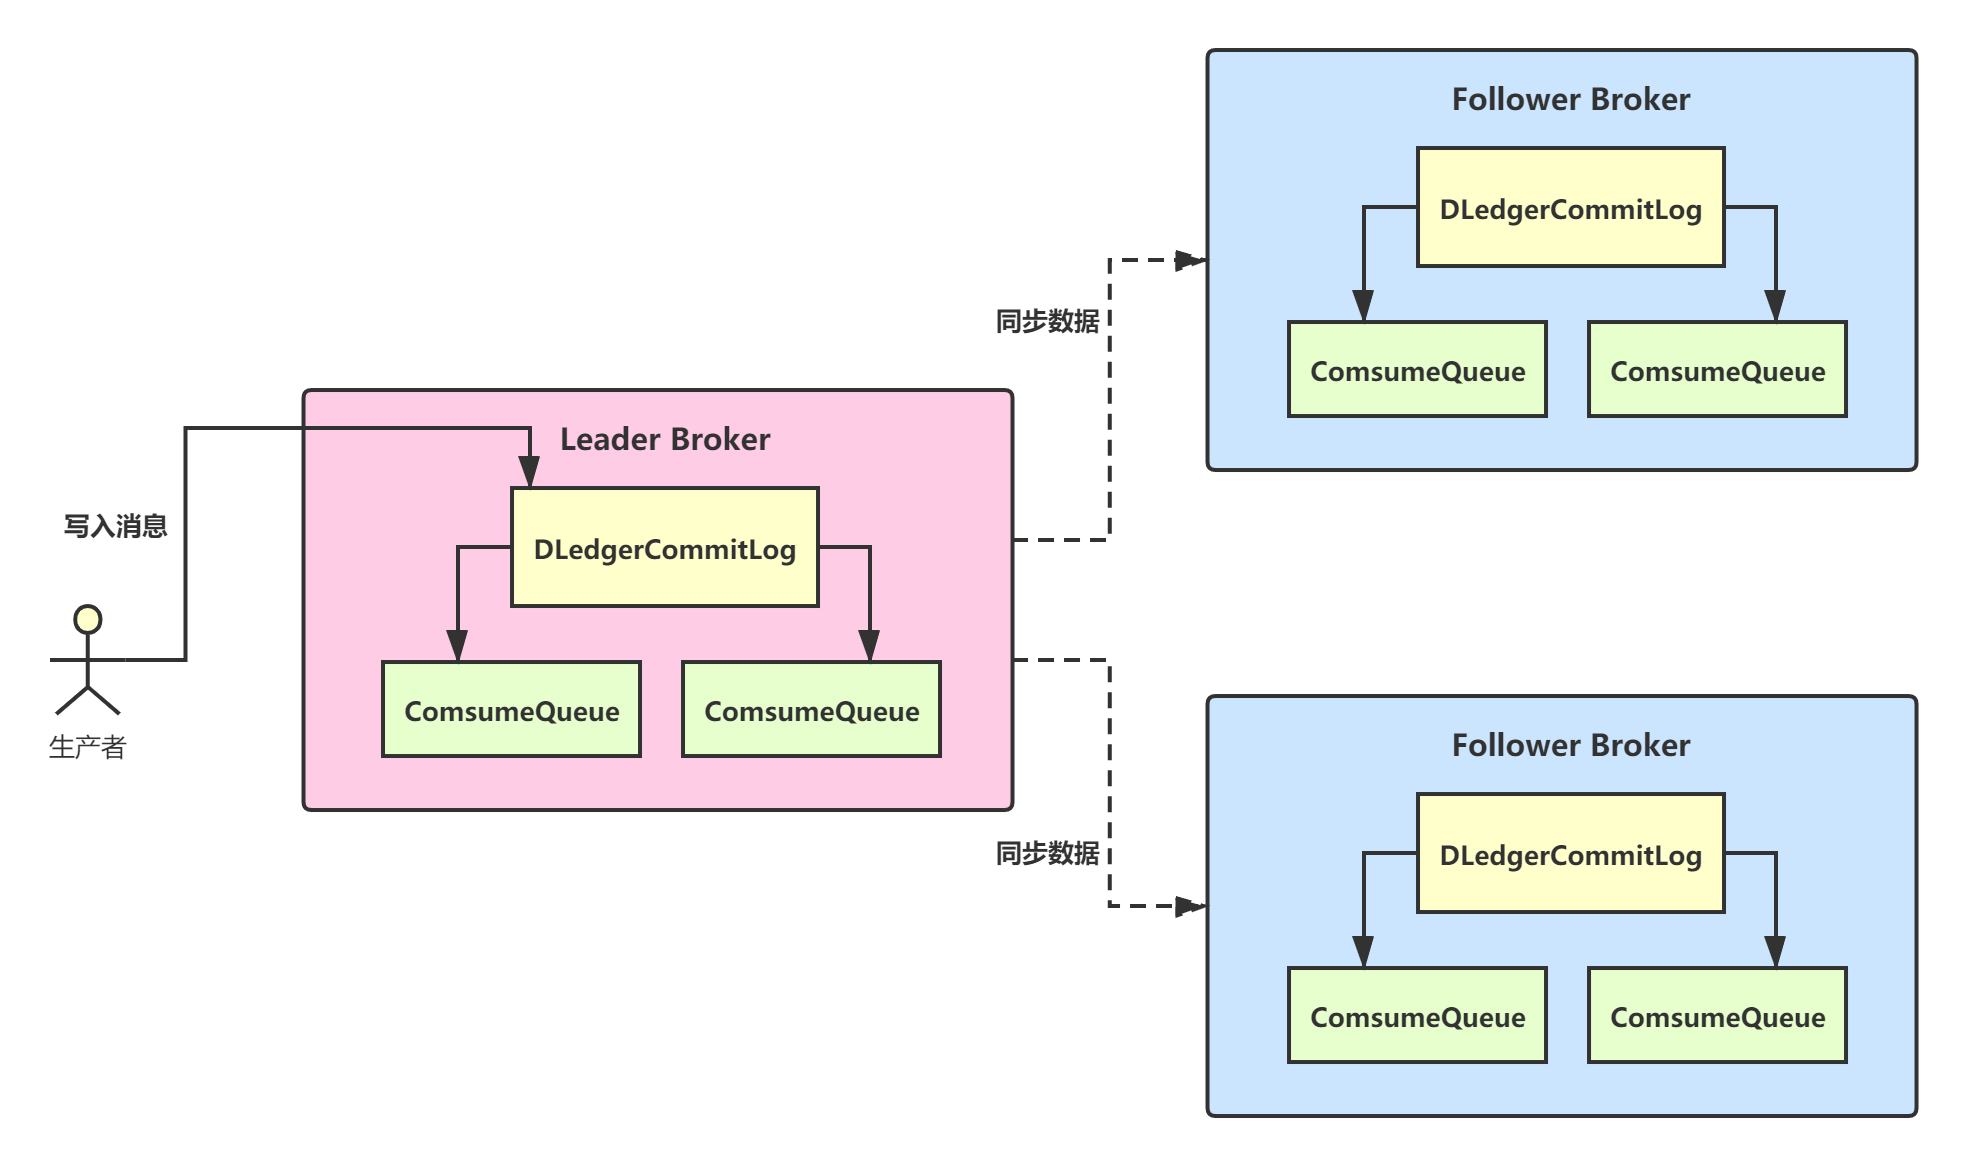 Follower Broker
DLedgerCommitLog
ComsumeQueue
ComsumeQueue
同步数据
Leader Broker
写入消息
DLedgerCommitLog
ComsumeQueue
ComsumeQueue
生产者
同步数据
Follower Broker
DLedgerCommitLog
ComsumeQueue
ComsumeQueue